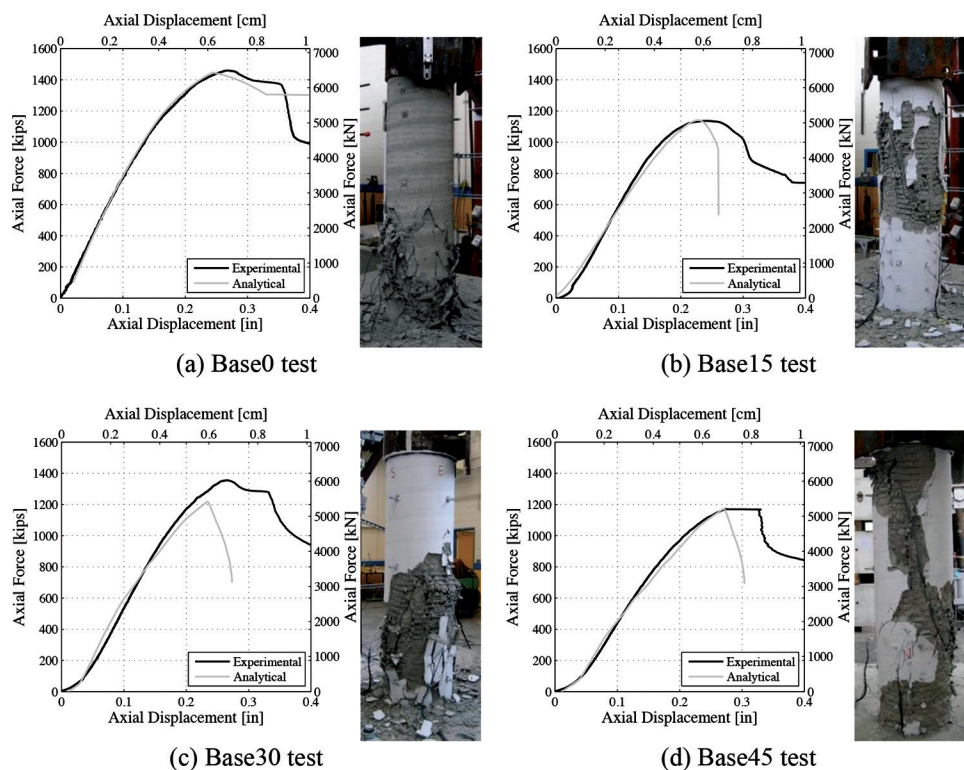 Axial Displacement [cm]
0 0.2 0.4 0.6 0.8 1
1600
1400
1200
1000
800
600
400
200
0
Axial Force [kips]
7000
6000
5000
4000
3000
2000
1000
0
Axial Force [kN]
Experimental
Analytical
0 0.1 0.2 0.3 0.4
Axial Displacement [in]
(a) Base0 test
Axial Displacement [cm]
0 0.2 0.4 0.6 0.8 1
1600
1400
1200
1000
800
600
400
200
0
Axial Force [kips]
7000
6000
5000
4000
3000
2000
1000
0
Axial Force [kN]
Experimental
Analytical
0 0.1 0.2 0.3 0.4
Axial Displacement [in]
(b) Base15 test
Axial Displacement [cm]
0 0.2 0.4 0.6 0.8 1
1600
1400
1200
1000
800
600
400
200
0
Axial Force [kips]
7000
6000
5000
4000
3000
2000
1000
0
Axial Force [kN]
Experimental
Analytical
0 0.1 0.2 0.3 0.4
Axial Displacement [in]
S E
(c) Base30 test
Axial Displacement [cm]
0 0.2 0.4 0.6 0.8 1
1600
1400
1200
1000
800
600
400
200
0
Axial Force [kips]
7000
6000
5000
4000
3000
2000
1000
0
Axial Force [kN]
Experimental
Analytical
0 0.1 0.2 0.3 0.4
Axial Displacement [in]
N
(d) Base45 test